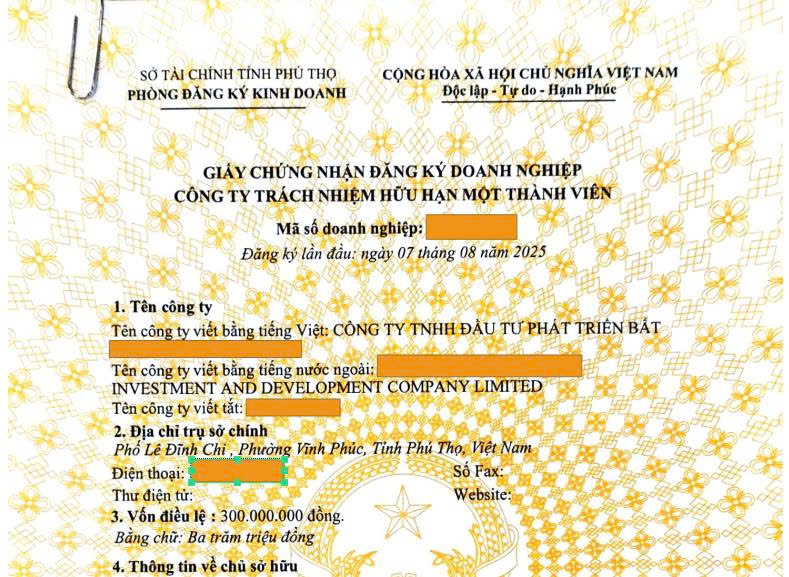 SỞ TÀI CHÍNH TỈNH PHÚ THỌ
PHÒNG ĐĂNG KÝ KINH DOANH
CỘNG HÒA XÃ HỘI CHỦ NGHĨA VIỆT NAM
Độc lập - Tự do - Hạnh Phúc
GIẤY CHỨNG NHẬN ĐĂNG KÝ DOANH NGHIỆP
CÔNG TY TRÁCH NHIỆM HỮU HẠN MỘT THÀNH VIÊN
Mã số doanh nghiệp:
Đăng ký lần đầu: ngày 07 tháng 08 năm 2025
1. Tên công ty
Tên công ty viết bằng tiếng Việt: CÔNG TY TNHH ĐẦU TƯ PHÁT TRIỂN BẤT
Tên công ty viết bằng tiếng nước ngoài:
INVESTMENT AND DEVELOPMENT COMPANY LIMITED
Tên công ty viết tắt:
2. Địa chỉ trụ sở chính
Phố Lê Đĩnh Chi , Phường Vĩnh Phúc, Tỉnh Phú Thọ, Việt Nam
Điện thoại:
Số Fax:
Thư điện tử:
Website:
3. Vốn điều lệ : 300.000.000 đồng.
Bằng chữ: Ba trăm triệu đồng
4. Thông tin về chủ sở hữu